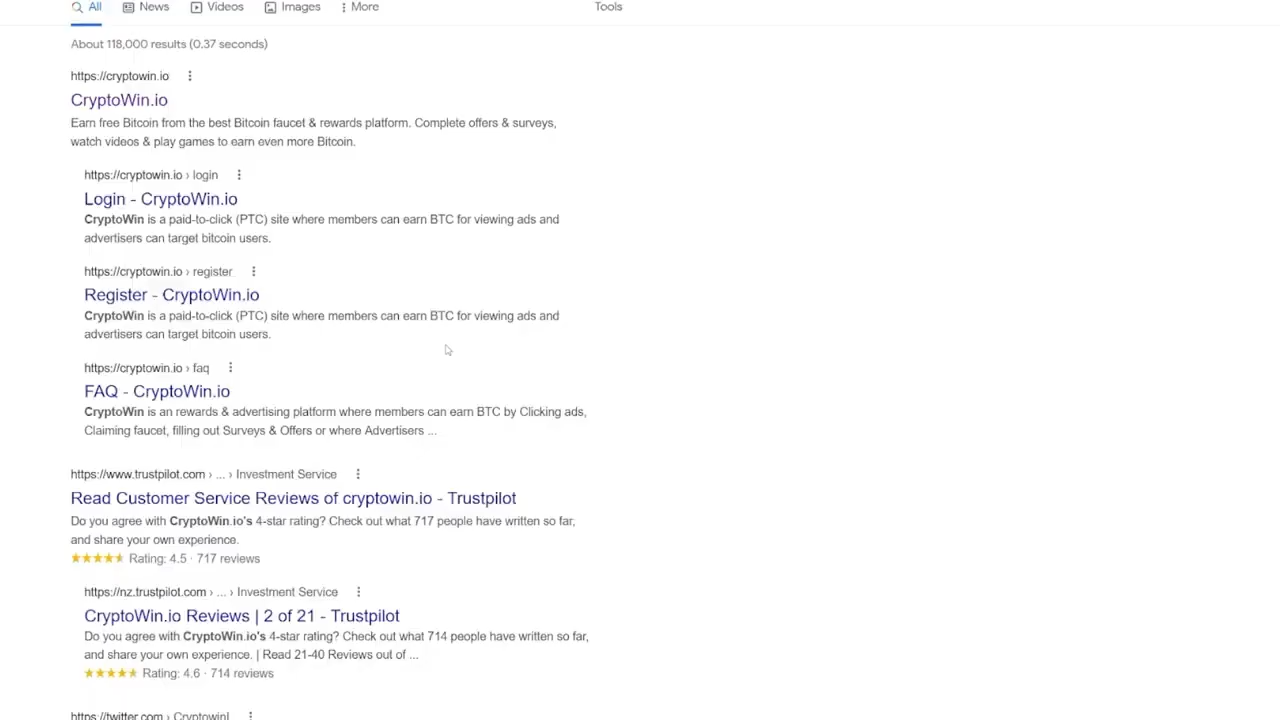 All News Videos Images More Tools
About 118,000 results (0.37 seconds)
https://cryptowin.io
CryptoWin.io
Earn free Bitcoin from the best Bitcoin faucet & rewards platform. Complete offers & surveys,
watch videos & play games to earn even more Bitcoin.
https://cryptowin.io › login
Login - CryptoWin.io
CryptoWin is a paid-to-click (PTC) site where members can earn BTC for viewing ads and
advertisers can target bitcoin users.
https://cryptowin.io › register
Register - CryptoWin.io
CryptoWin is a paid-to-click (PTC) site where members can earn BTC for viewing ads and
advertisers can target bitcoin users.
https://cryptowin.io › faq
FAQ - CryptoWin.io
CryptoWin is an rewards & advertising platform where members can earn BTC by Clicking ads,
Claiming faucet, filling out Surveys & Offers or where Advertisers ...
https://www.trustpilot.com › ... › Investment Service
Read Customer Service Reviews of cryptowin.io - Trustpilot
Do you agree with CryptoWin.io's 4-star rating? Check out what 717 people have written so far,
and share your own experience.
Rating: 4.5 · 717 reviews
https://nz.trustpilot.com › ... › Investment Service
CryptoWin.io Reviews | 2 of 21 - Trustpilot
Do you agree with CryptoWin.io's 4-star rating? Check out what 714 people have written so far,
and share your own experience. | Read 21-40 Reviews out of ...
Rating: 4.6 · 714 reviews
https://twitter.com › CryptowinI